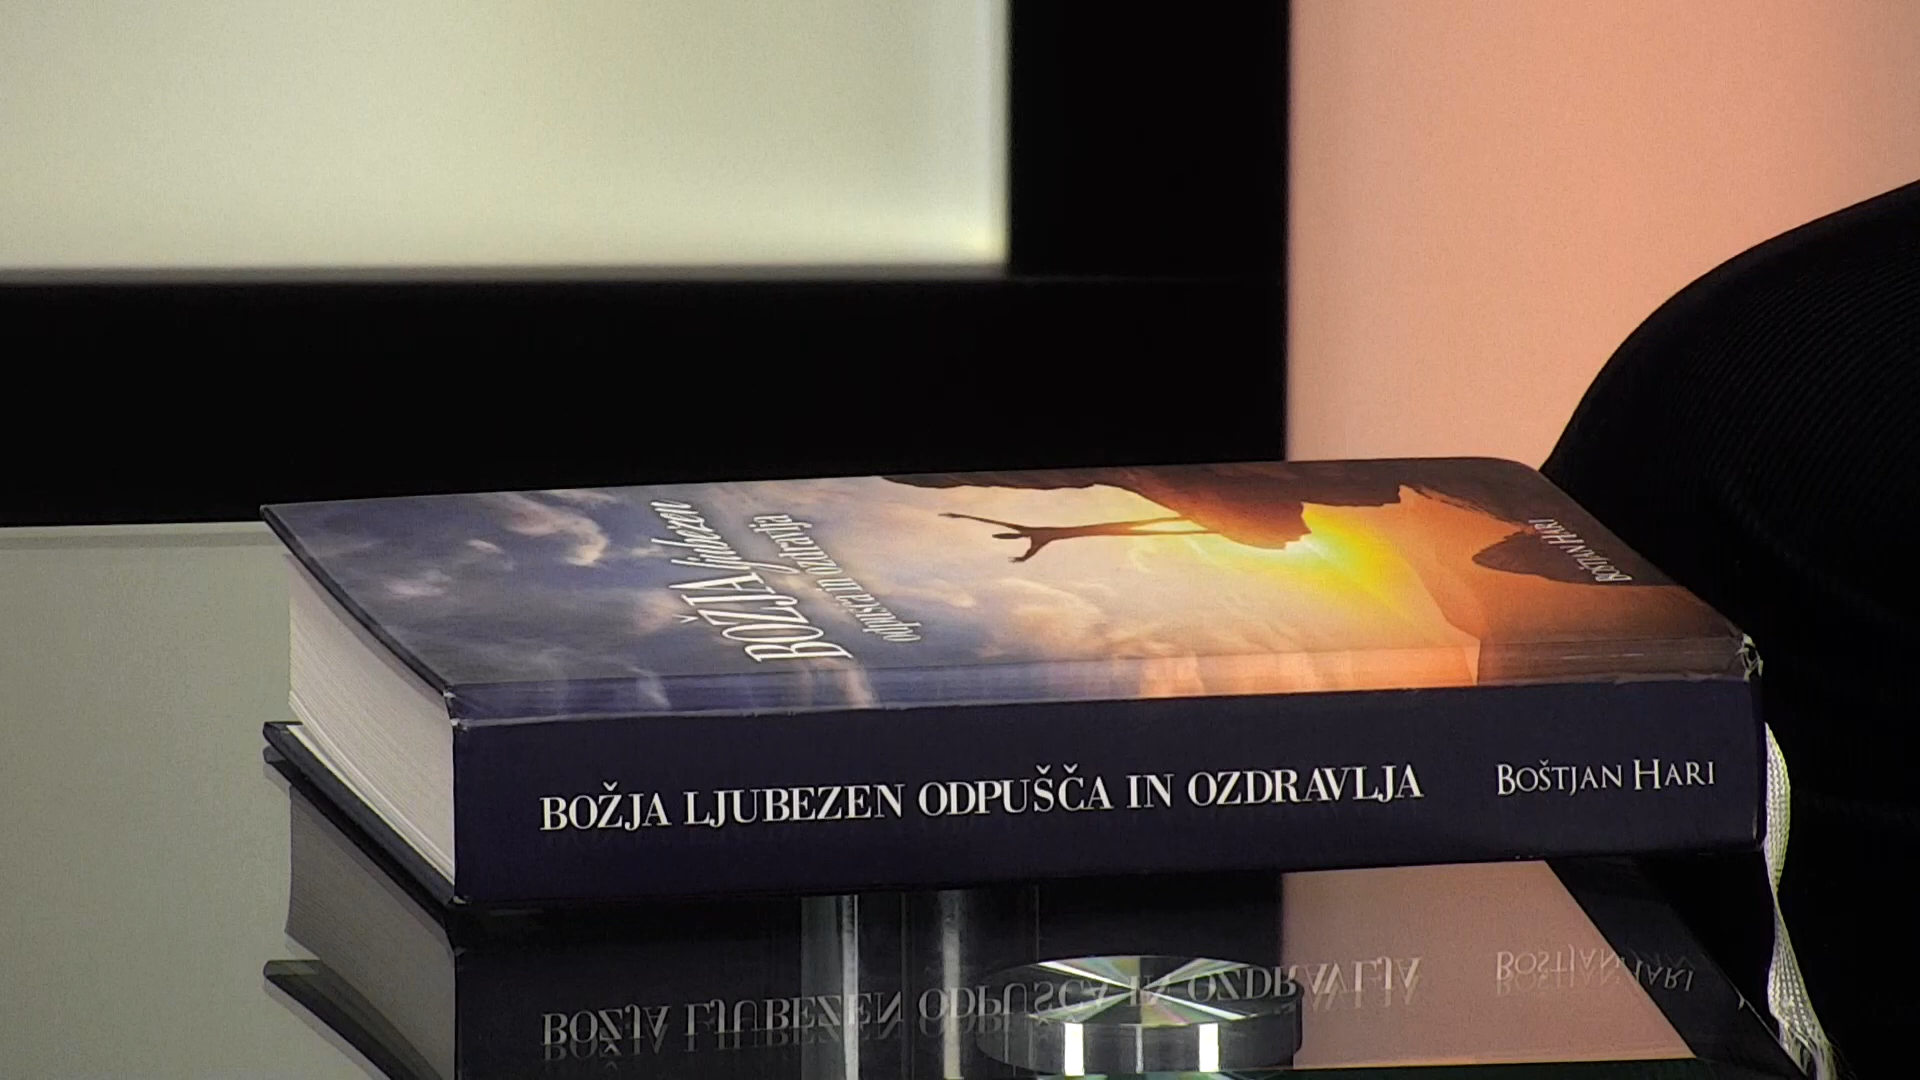 BOŽJA ljubezen
odpušča in ozdravlja
BOŠTJAN HARI
BOŽJA LJUBEZEN ODPUŠČA IN OZDRAVLJA
BOŠTJAN HARI